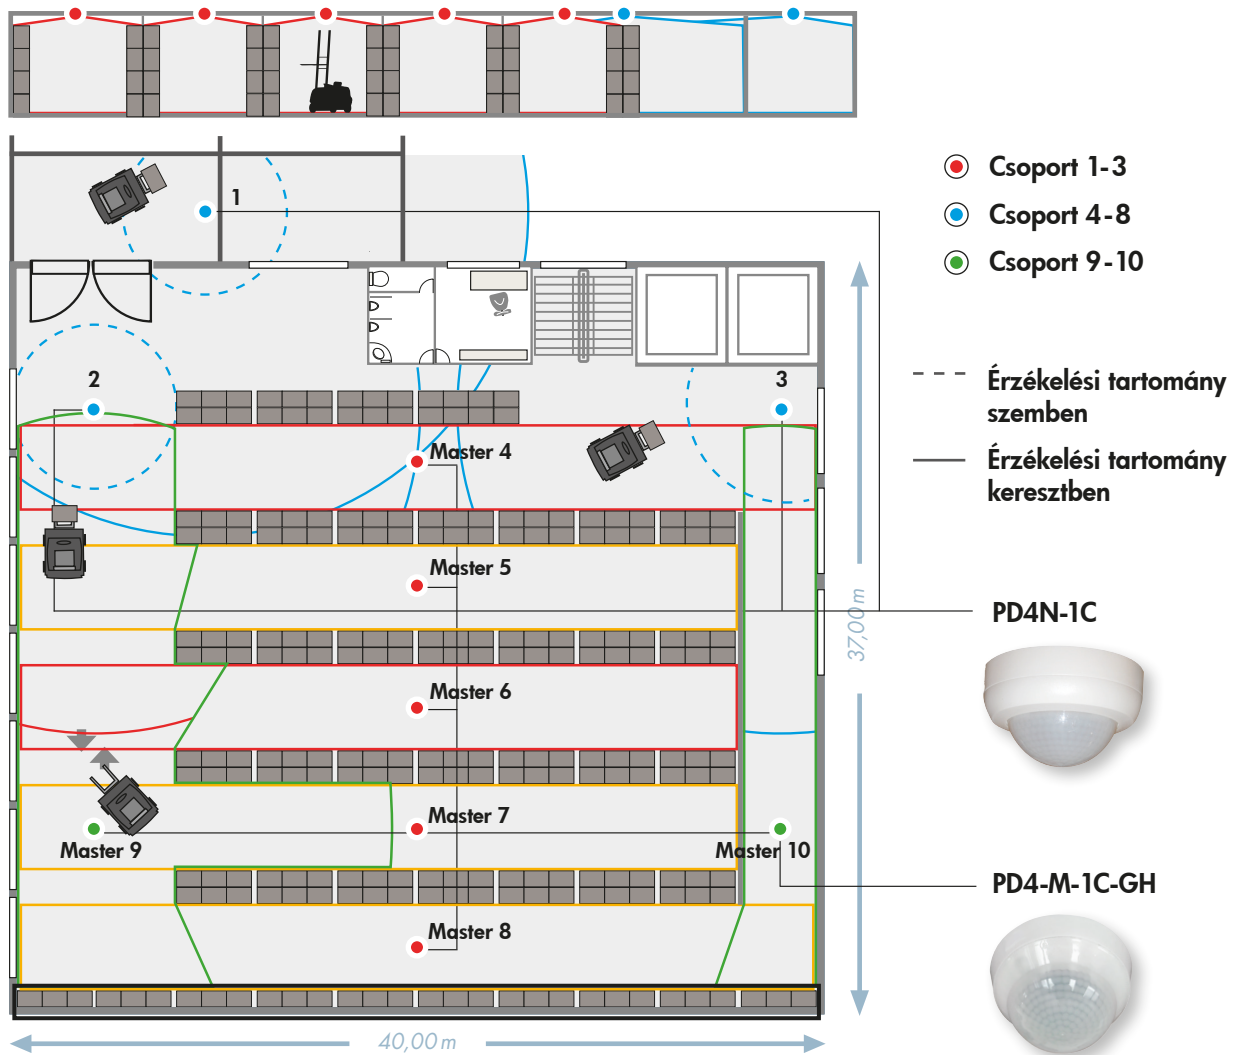 1
Csoport 1-3
Csoport 4-8
Csoport 9-10
2
3
Érzékelési tartomány
szemben
Érzékelési tartomány
keresztben
Master 4
Master 5
Master 6
Master 7
Master 9
Master 10
Master 8
37,00 m
40,00 m
PD4N-1C
PD4-M-1C-GH